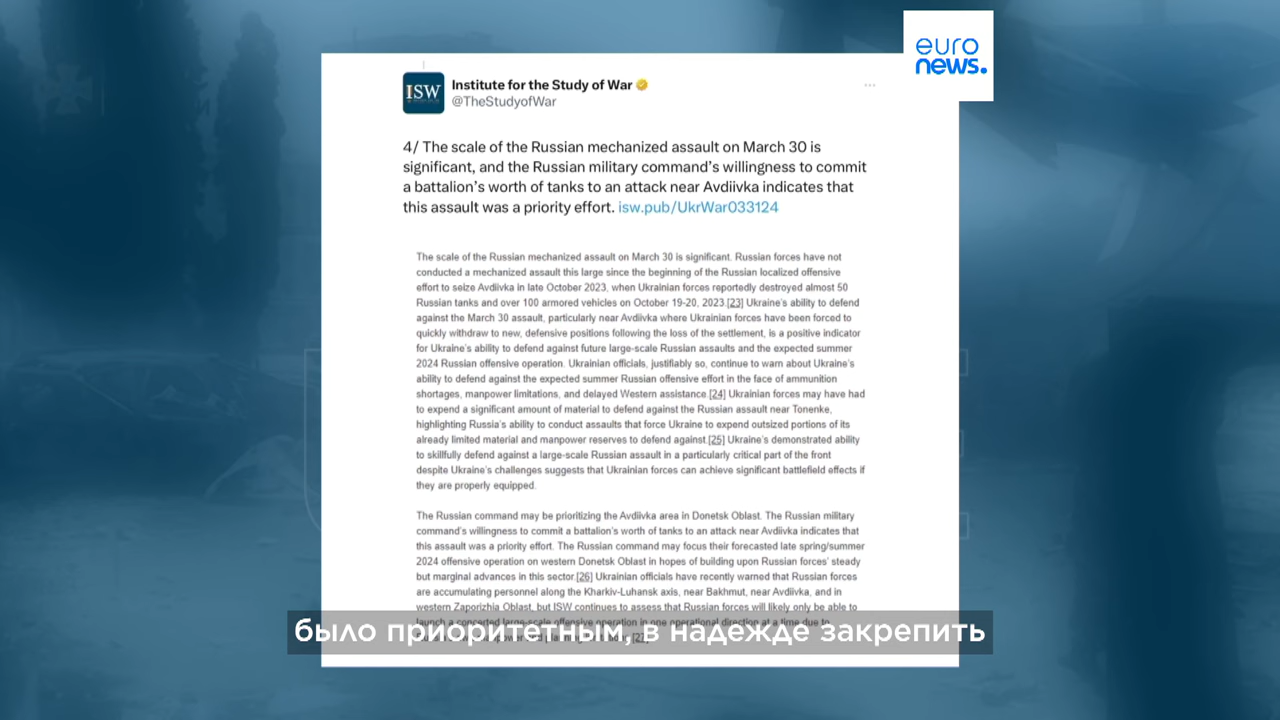 euro
news.
ISW
Institute for the Study of War
@TheStudyofWar
4/ The scale of the Russian mechanized assault on March 30 is
significant, and the Russian military command's willingness to commit
a battalion's worth of tanks to an attack near Avdiivka indicates that
this assault was a priority effort. isw.pub/UkrWar033124
The scale of the Russian mechanized assault on March 30 is significant. Russian forces have not
conducted a mechanized assault this large since the beginning of the Russian localized offensive
effort to seize Avdiivka in late October 2023, when Ukrainian forces reportedly destroyed almost 50
Russian tanks and over 100 armored vehicles on October 19-20, 2023.[23] Ukraine's ability to defend
against the March 30 assault, particularly near Avdiivka where Ukrainian forces have been forced to
quickly withdraw to new, defensive positions following the loss of the settlement, is a positive indicator
for Ukraine's ability to defend against future large-scale Russian assaults and the expected summer
2024 Russian offensive operation. Ukrainian officials, justifiably so, continue to warn about Ukraine's
ability to defend against the expected summer Russian offensive effort in the face of ammunition
shortages, manpower limitations, and delayed Western assistance.[24] Ukrainian forces may have had
to expend a significant amount of material to defend against the Russian assault near Tonenke,
highlighting Russia's ability to conduct assaults that force Ukraine to expend outsized portions of its
already limited material and manpower reserves to defend against.[25] Ukraine's demonstrated ability
to skillfully defend against a large-scale Russian assault in a particularly critical part of the front
despite Ukraine's challenges suggests that Ukrainian forces can achieve significant battlefield effects if
they are properly equipped.
The Russian command may be prioritizing the Avdiivka area in Donetsk Oblast. The Russian military
command's willingness to commit a battalion's worth of tanks to an attack near Avdiivka indicates that
this assault was a priority effort. The Russian command may focus their forecasted late spring/summer
2024 offensive operation on western Donetsk Oblast in hopes of building upon Russian forces' steady
but marginal advances in this sector.[26] Ukrainian officials have recently warned that Russian forces
are accumulating personnel along the Kharkiv-Luhansk axis, near Bakhmut, near Avdiivka, and in
western Zaporizhia Oblast, but ISW continues to assess that Russian forces will likely only be able to
launch a concerted large-scale offensive operation in one operational direction at a time due to
было приоритетным, в надежде закрепить